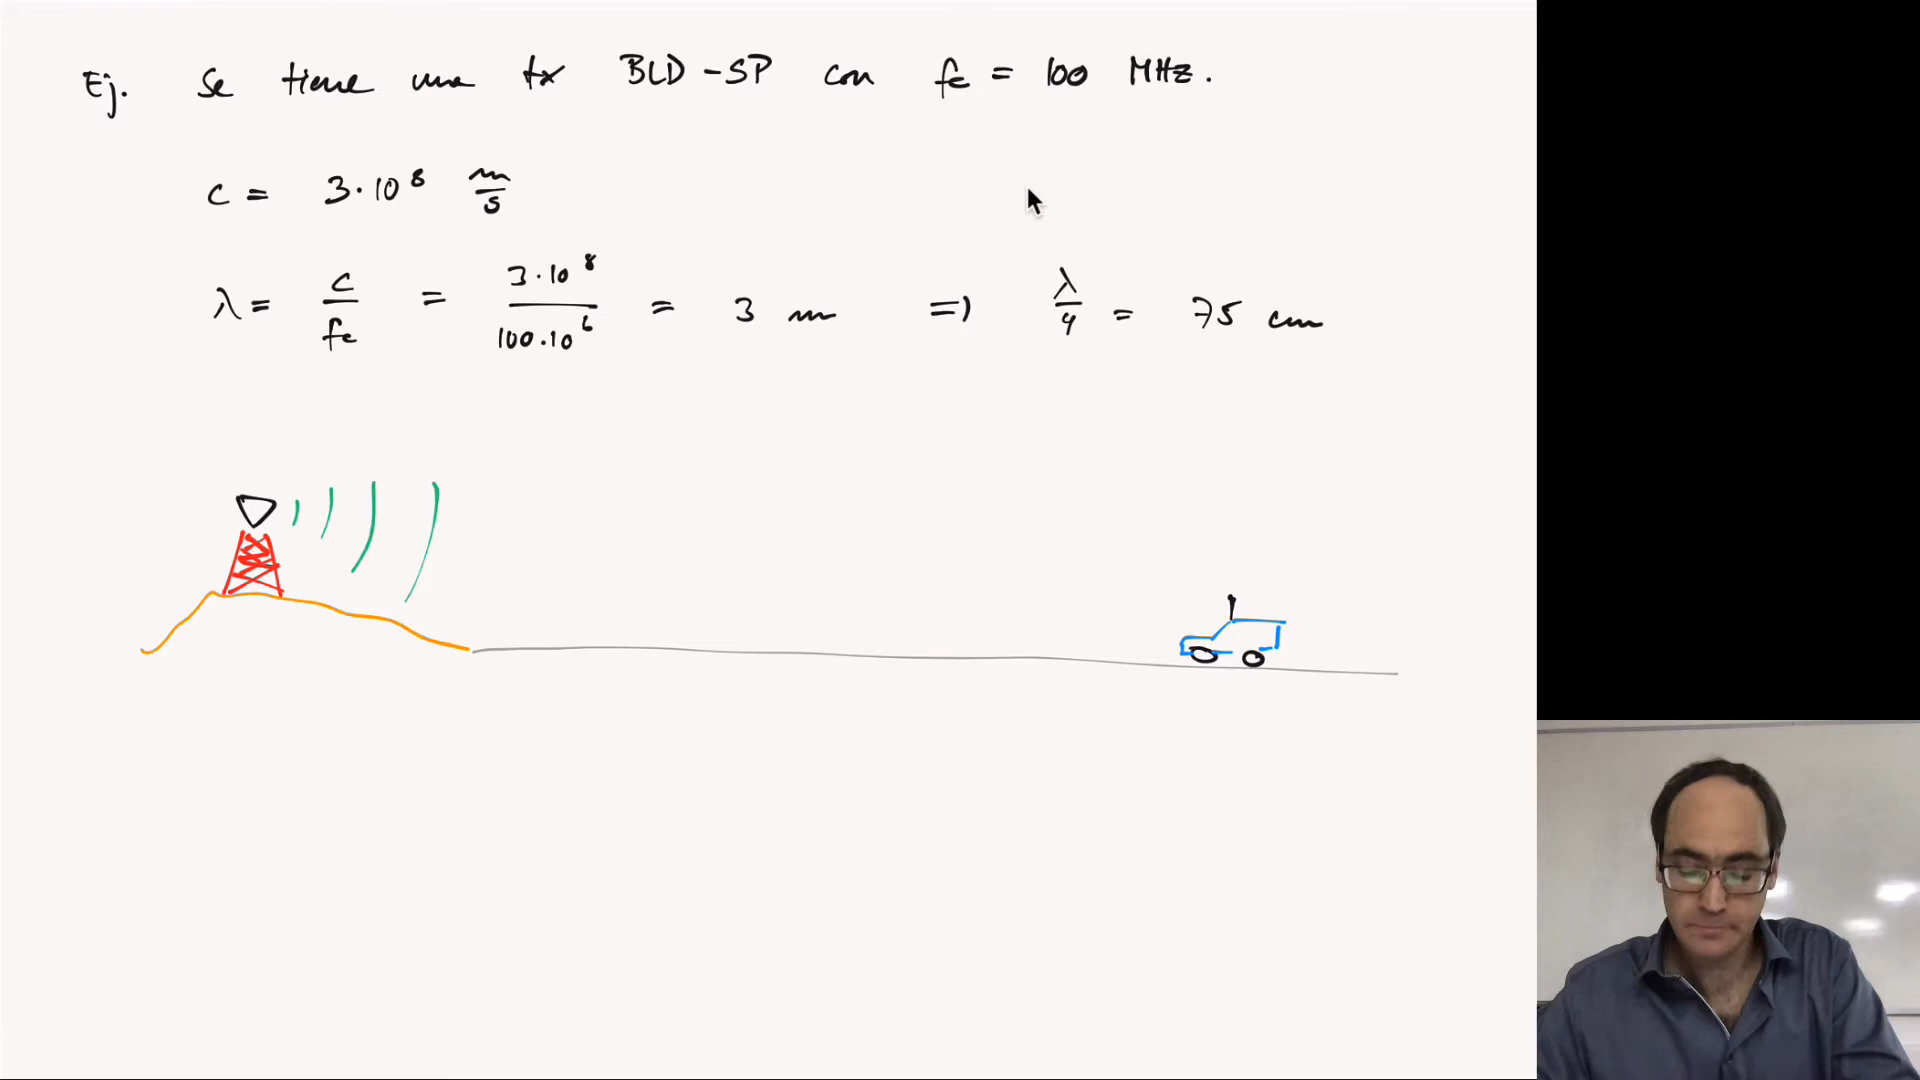 Ej. Se tiene una tx BLD-SP con fc = 100 MHz.
c = 3·10⁸ m/s
λ = c/fc = 3·10⁸/100·10⁶ = 3 m ⇒ λ/4 = 75 cm